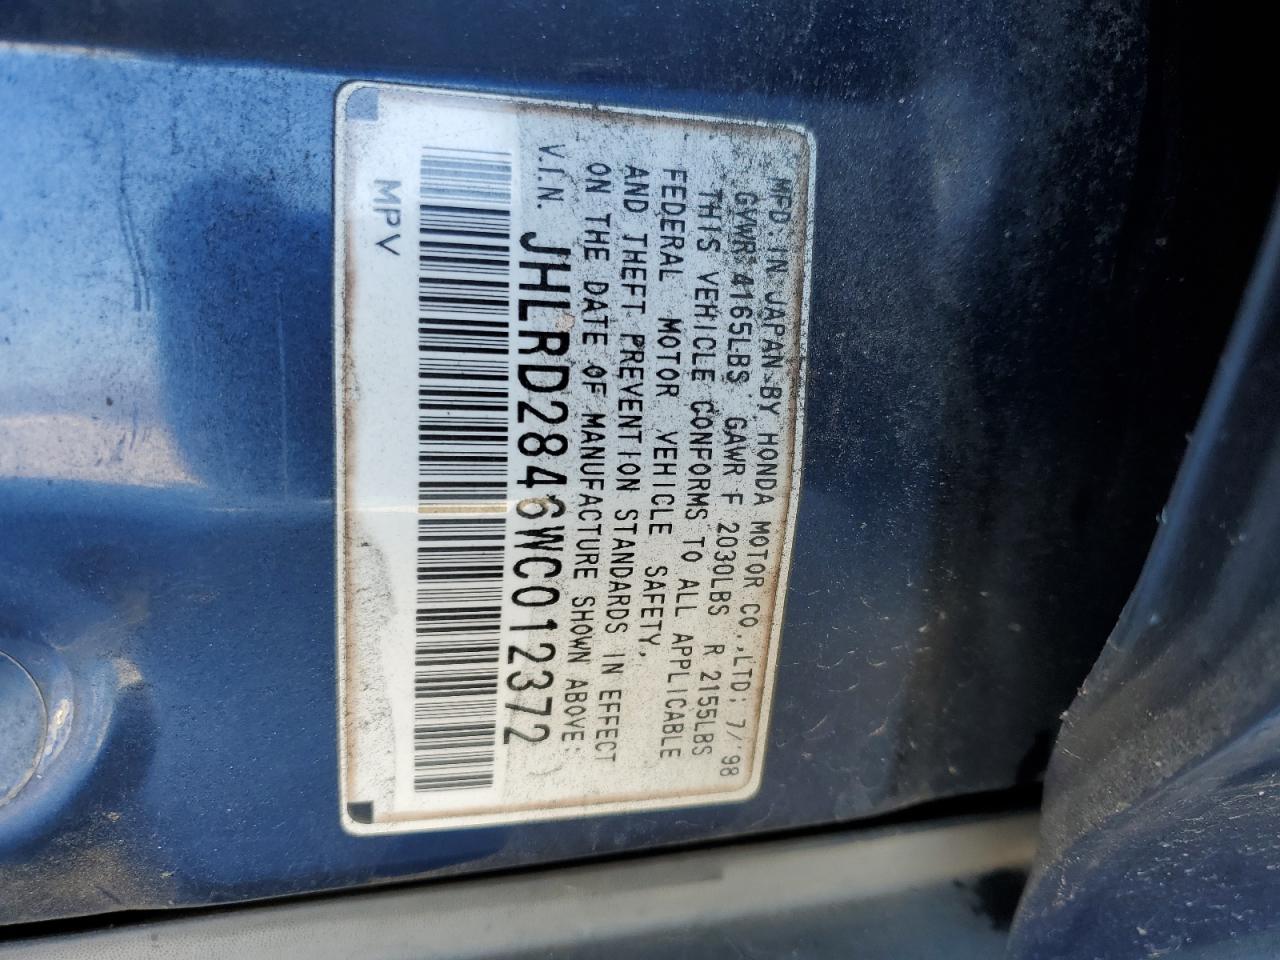 MFD. IN JAPAN BY HONDA MOTOR CO.,LTD; 7/'98
GVWR 4165LBS GAWR F 2030LBS R 2155LBS
THIS VEHICLE CONFORMS TO ALL APPLICABLE
FEDERAL MOTOR VEHICLE SAFETY,
AND THEFT PREVENTION STANDARDS IN EFFECT
ON THE DATE OF MANUFACTURE SHOWN ABOVE:
V.I.N. JHLRD2846WC012372
MPV